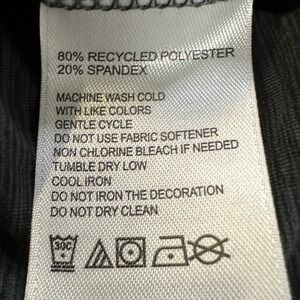 80% RECYCLED POLYESTER
20% SPANDEX
MACHINE WASH COLD
WITH LIKE COLORS
GENTLE CYCLE
DO NOT USE FABRIC SOFTENER
NON CHLORINE BLEACH IF NEEDED
TUMBLE DRY LOW
COOL IRON
DO NOT IRON THE DECORATION
DO NOT DRY CLEAN
30C